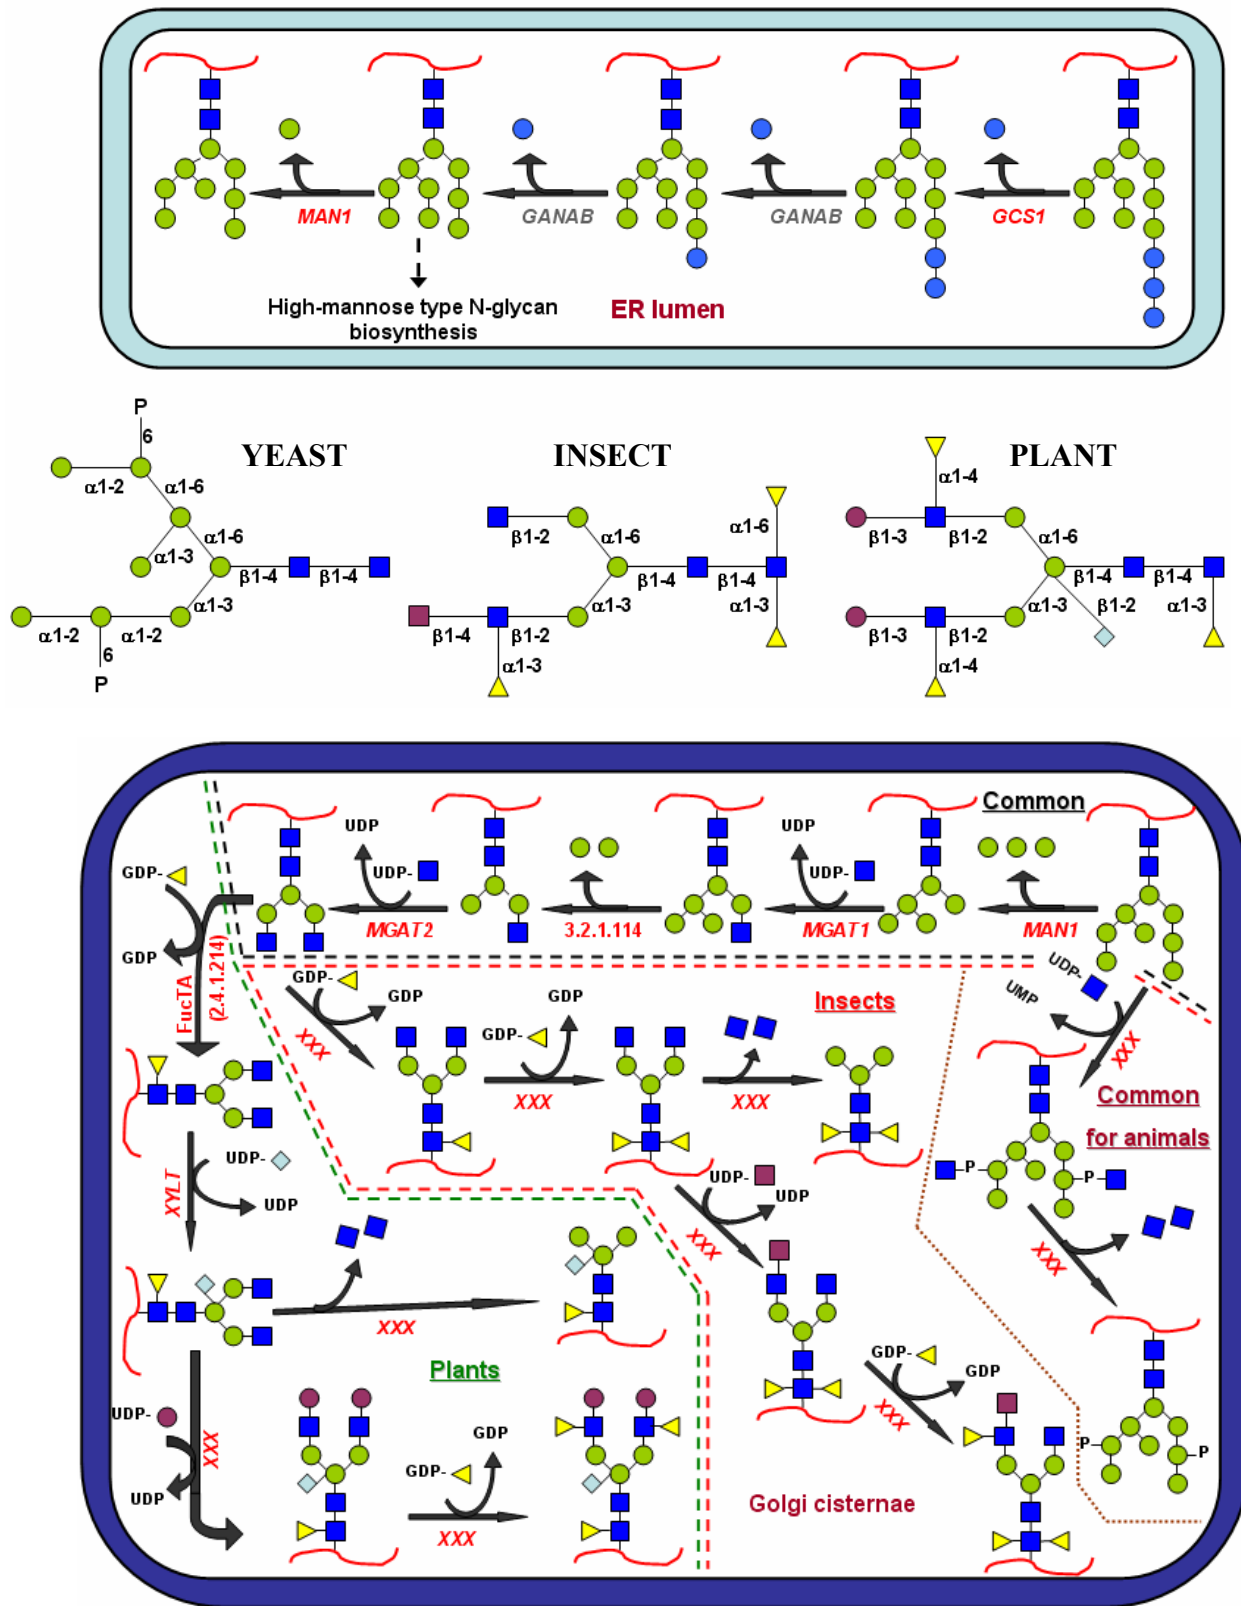 MAN1
GANAB
GANAB
GCS1
High-mannose type N-glycan
biosynthesis
ER lumen
YEAST
P
6
α1-2
α1-6
α1-3
α1-6
β1-4
β1-4
α1-3
α1-2
α1-2
6
P
INSECT
β1-2
α1-6
α1-6
β1-4
β1-4
α1-3
α1-3
β1-4
β1-2
α1-3
PLANT
α1-4
β1-3
β1-2
α1-6
β1-4
β1-4
α1-3
β1-2
α1-3
β1-3
β1-2
α1-4
Common
UDP
UDP-
MGAT2
3.2.1.114
UDP
UDP-
MGAT1
MAN1
GDP-
GDP
FucTA
(2.4.1.214)
GDP-
GDP
XXX
GDP-
GDP
XXX
XXX
Insects
UDP-
UMP
XXX
Common
for animals
P
P
XXX
UDP-
UDP
XYLT
UDP-
UDP
XXX
XXX
Plants
UDP-
UDP
XXX
GDP-
GDP
XXX
GDP-
GDP
XXX
P
P
Golgi cisternae